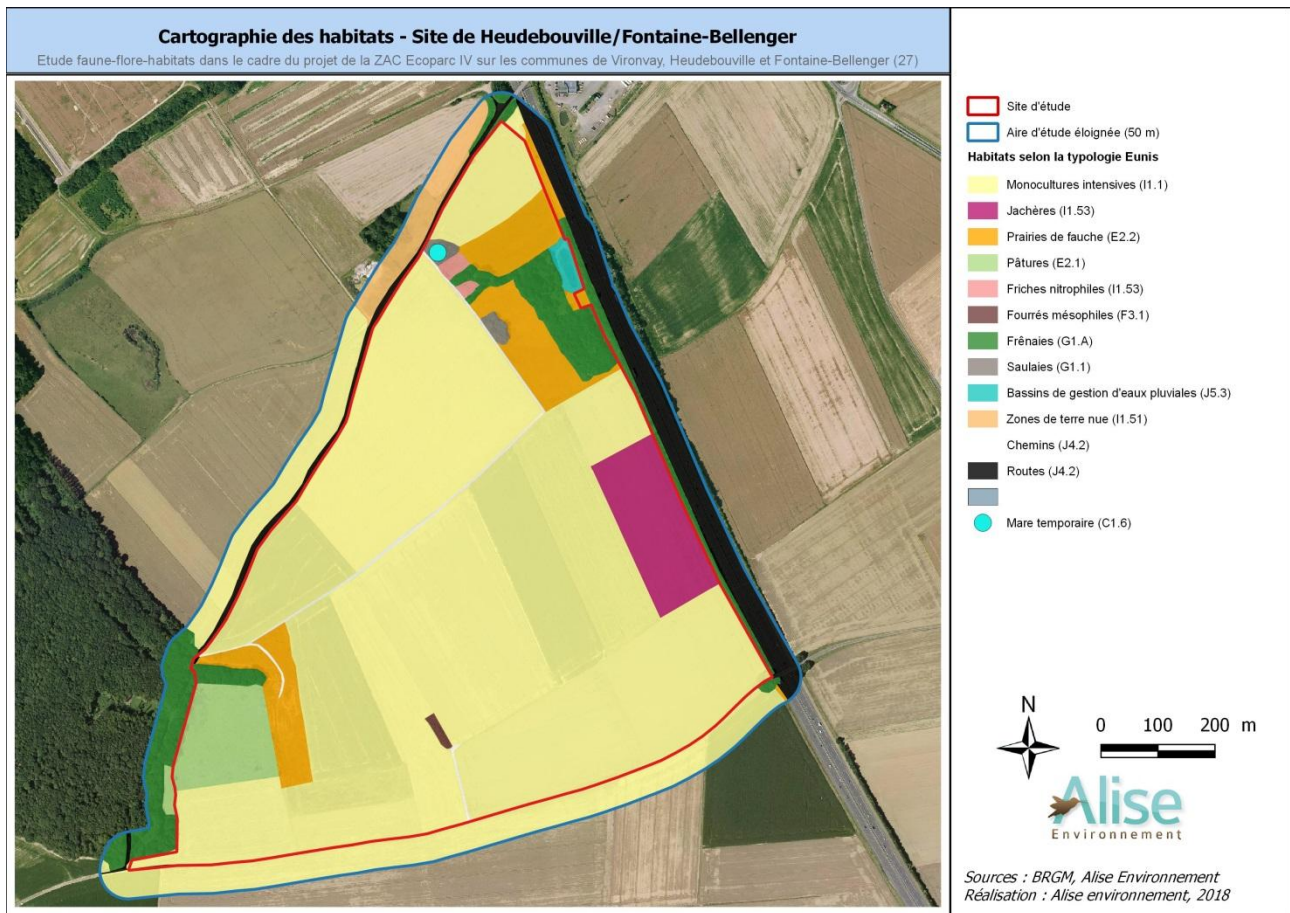 Cartographie des habitats - Site de Heudebouville/Fontaine-Bellenger
Etude faune-flore-habitats dans le cadre du projet de la ZAC Ecoparc IV sur les communes de Vironvay, Heudebouville et Fontaine-Bellenger (27)
Site d'étude
Aire d'étude éloignée (50 m)
Habitats selon la typologie Eunis
Monocultures intensives (I1.1)
Jachères (I1.53)
Prairies de fauche (E2.2)
Pâtures (E2.1)
Friches nitrophiles (I1.53)
Fourrés mésophiles (F3.1)
Frênaies (G1.A)
Saulaies (G1.1)
Bassins de gestion d'eaux pluviales (J5.3)
Zones de terre nue (I1.51)
Chemins (J4.2)
Routes (J4.2)
Mare temporaire (C1.6)
N
0 100 200 m
Alise
Environnement
Sources : BRGM, Alise Environnement
Réalisation : Alise environnement, 2018